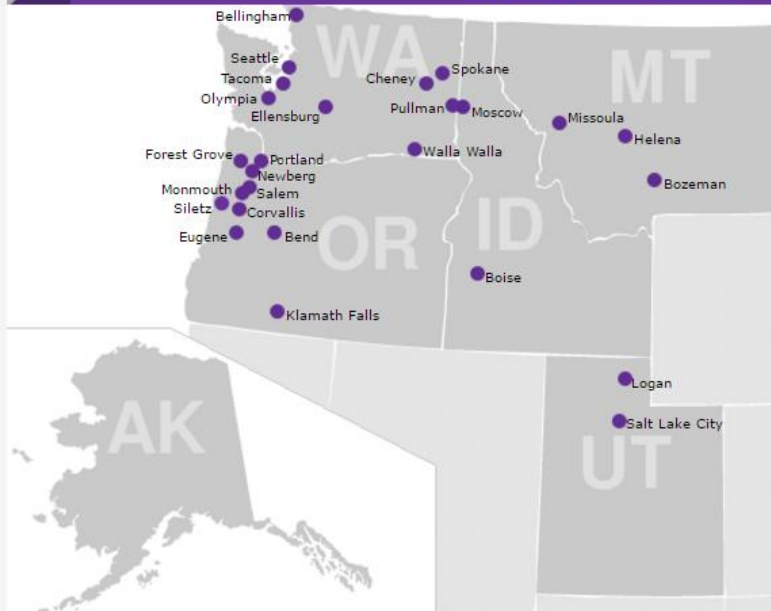 Bellingham
WA
Seattle
Spokane
Tacoma
Cheney
MT
Olympia
Pullman
Moscow
Ellensburg
Missoula
Helena
Forest Grove
Portland
Walla Walla
Newberg
Monmouth
Salem
Bozeman
Siletz
Corvallis
Eugene
Bend
OR
ID
Boise
Klamath Falls
Logan
AK
Salt Lake City
UT